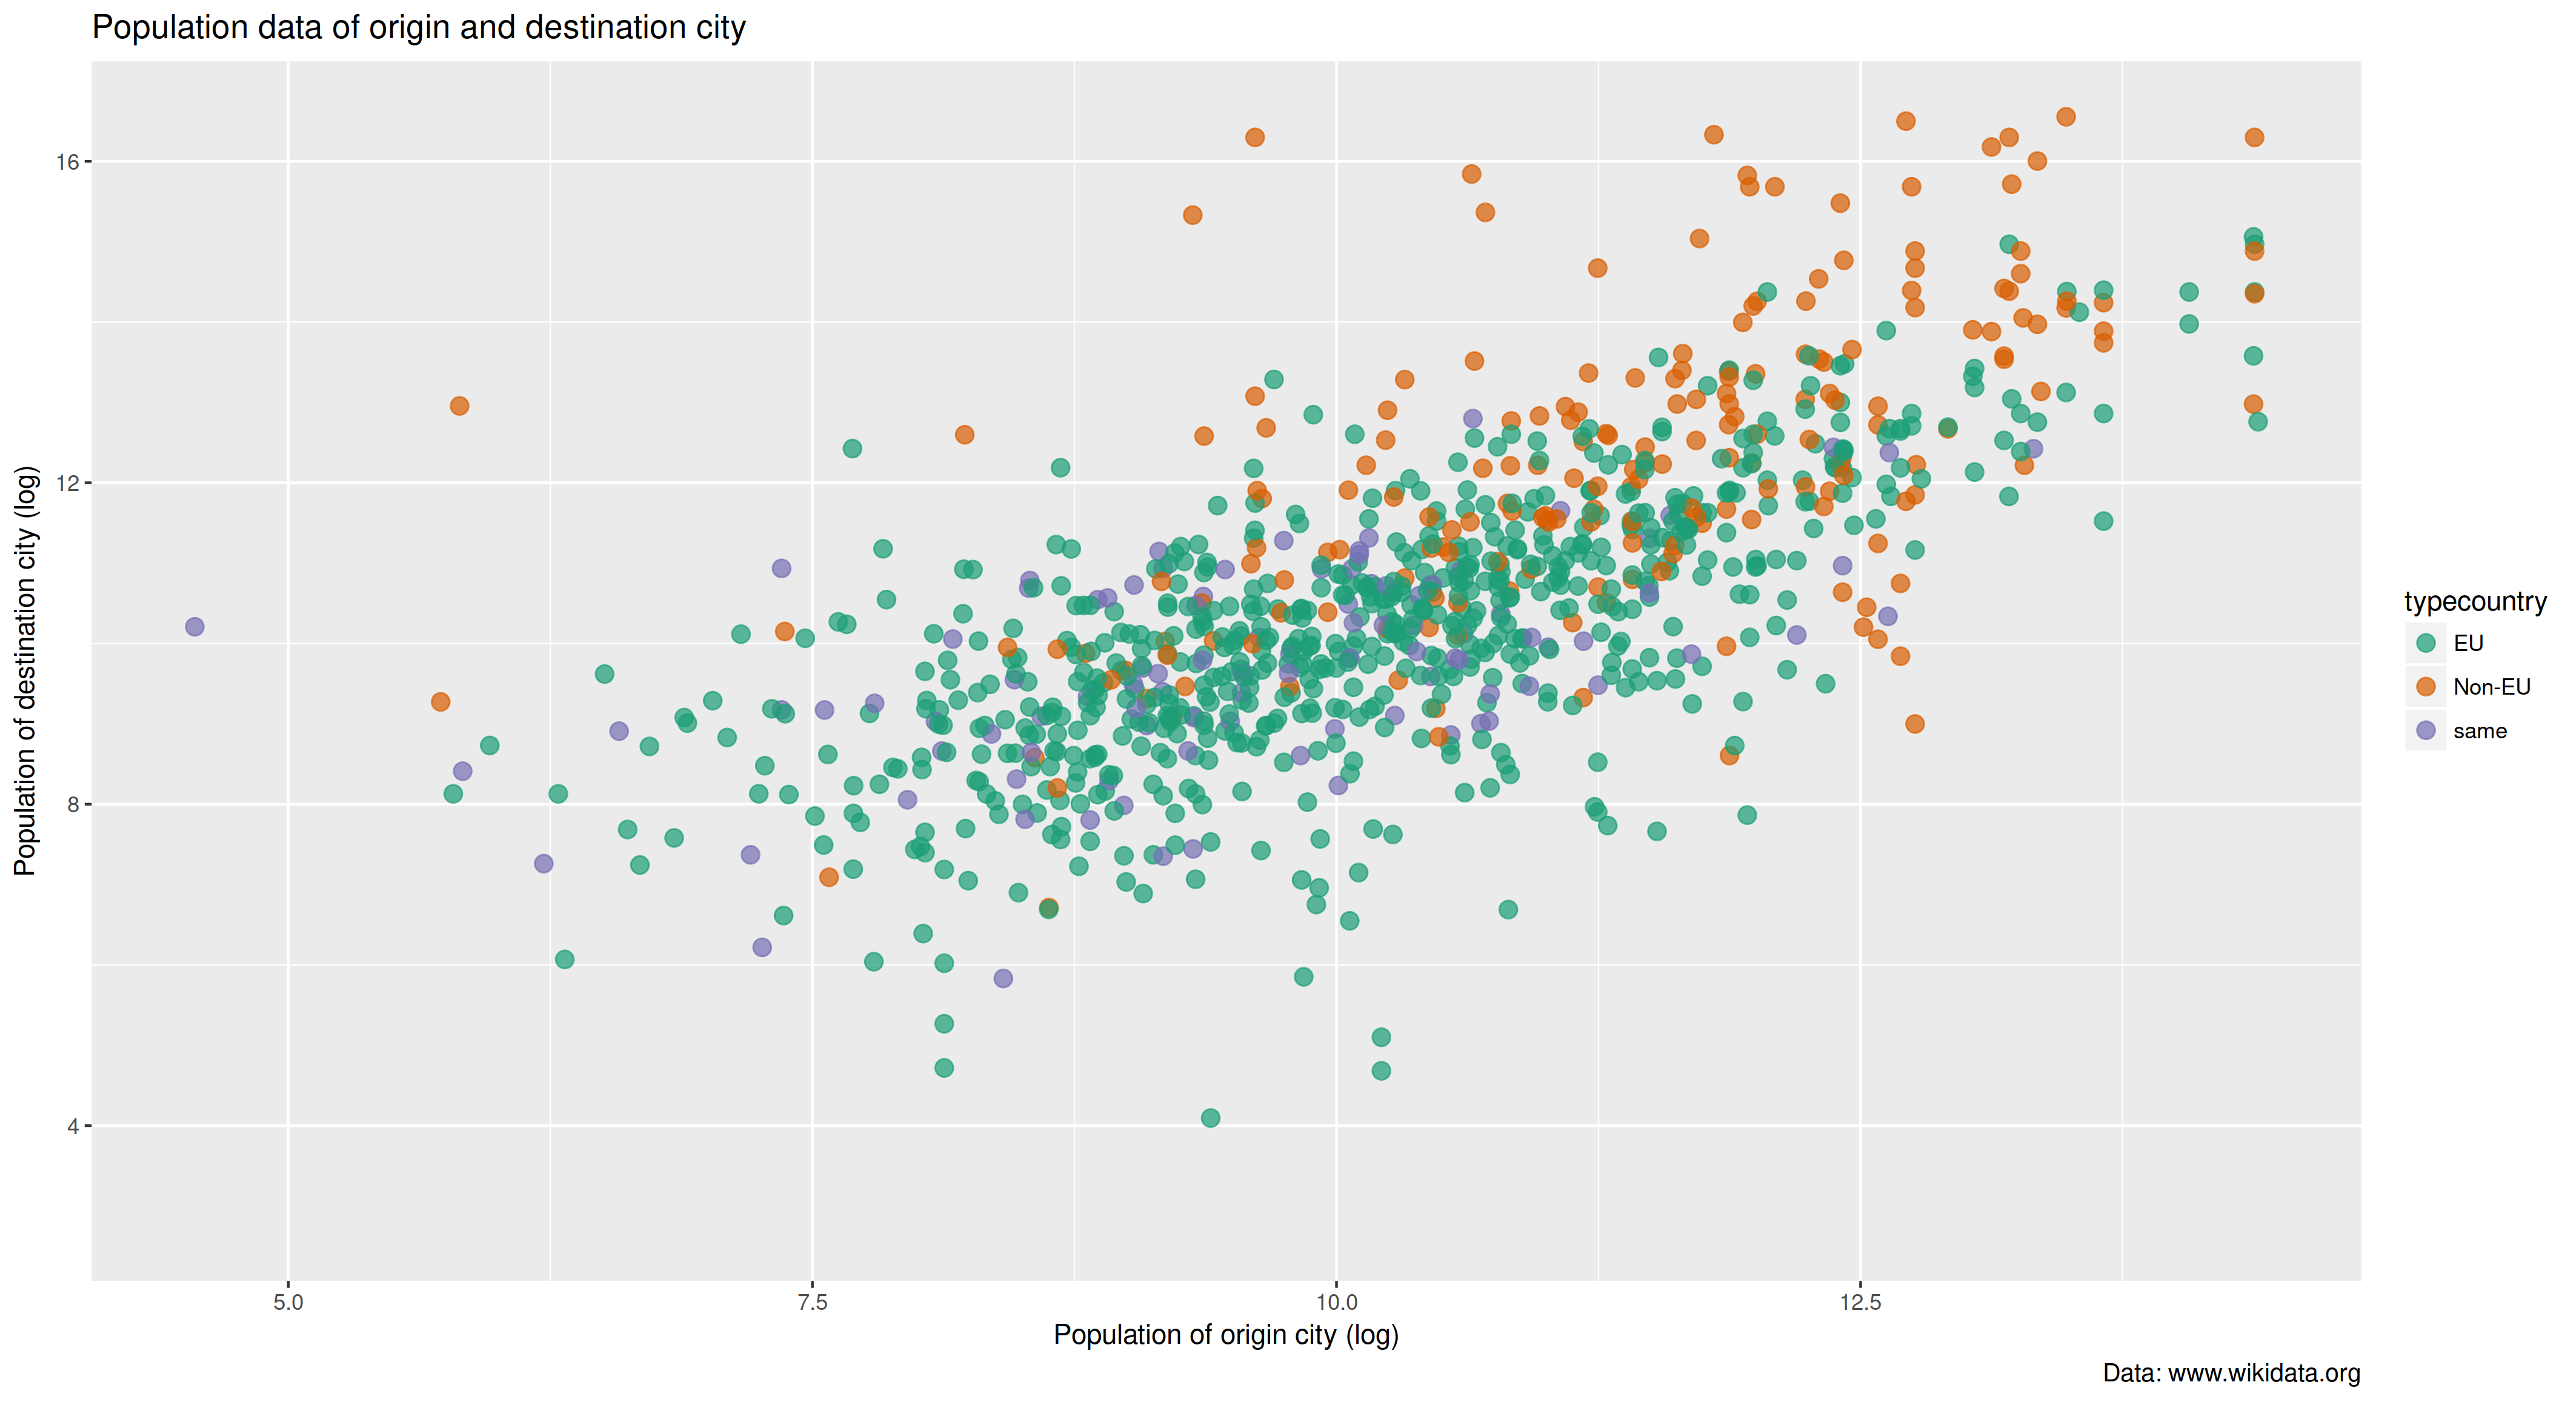 Population data of origin and destination city
Population of destination city (log)
16
12
8
4
5.0
7.5
10.0
12.5
Population of origin city (log)
typecountry
EU
Non-EU
same
Data: www.wikidata.org